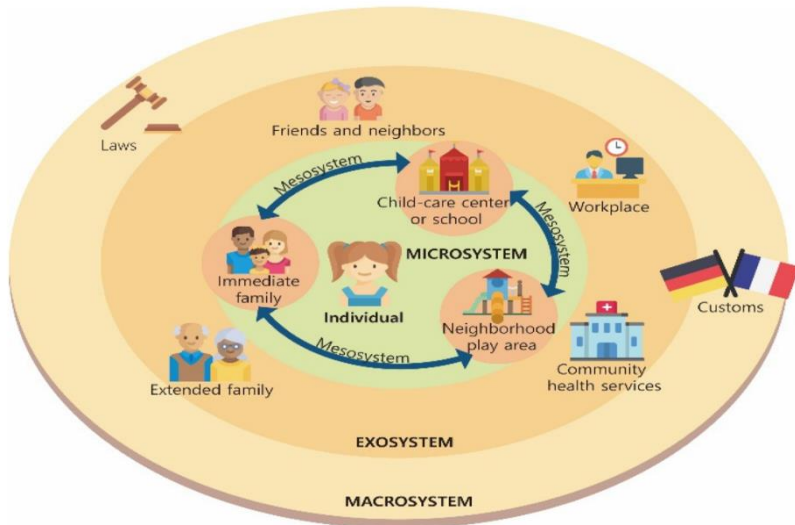 Laws
Friends and neighbors
Mesosystem
Child-care center
or school
Workplace
Mesosystem
MICROSYSTEM
Immediate
family
Individual
Customs
Neighborhood
play area
Mesosystem
Community
health services
Extended family
EXOSYSTEM
MACROSYSTEM